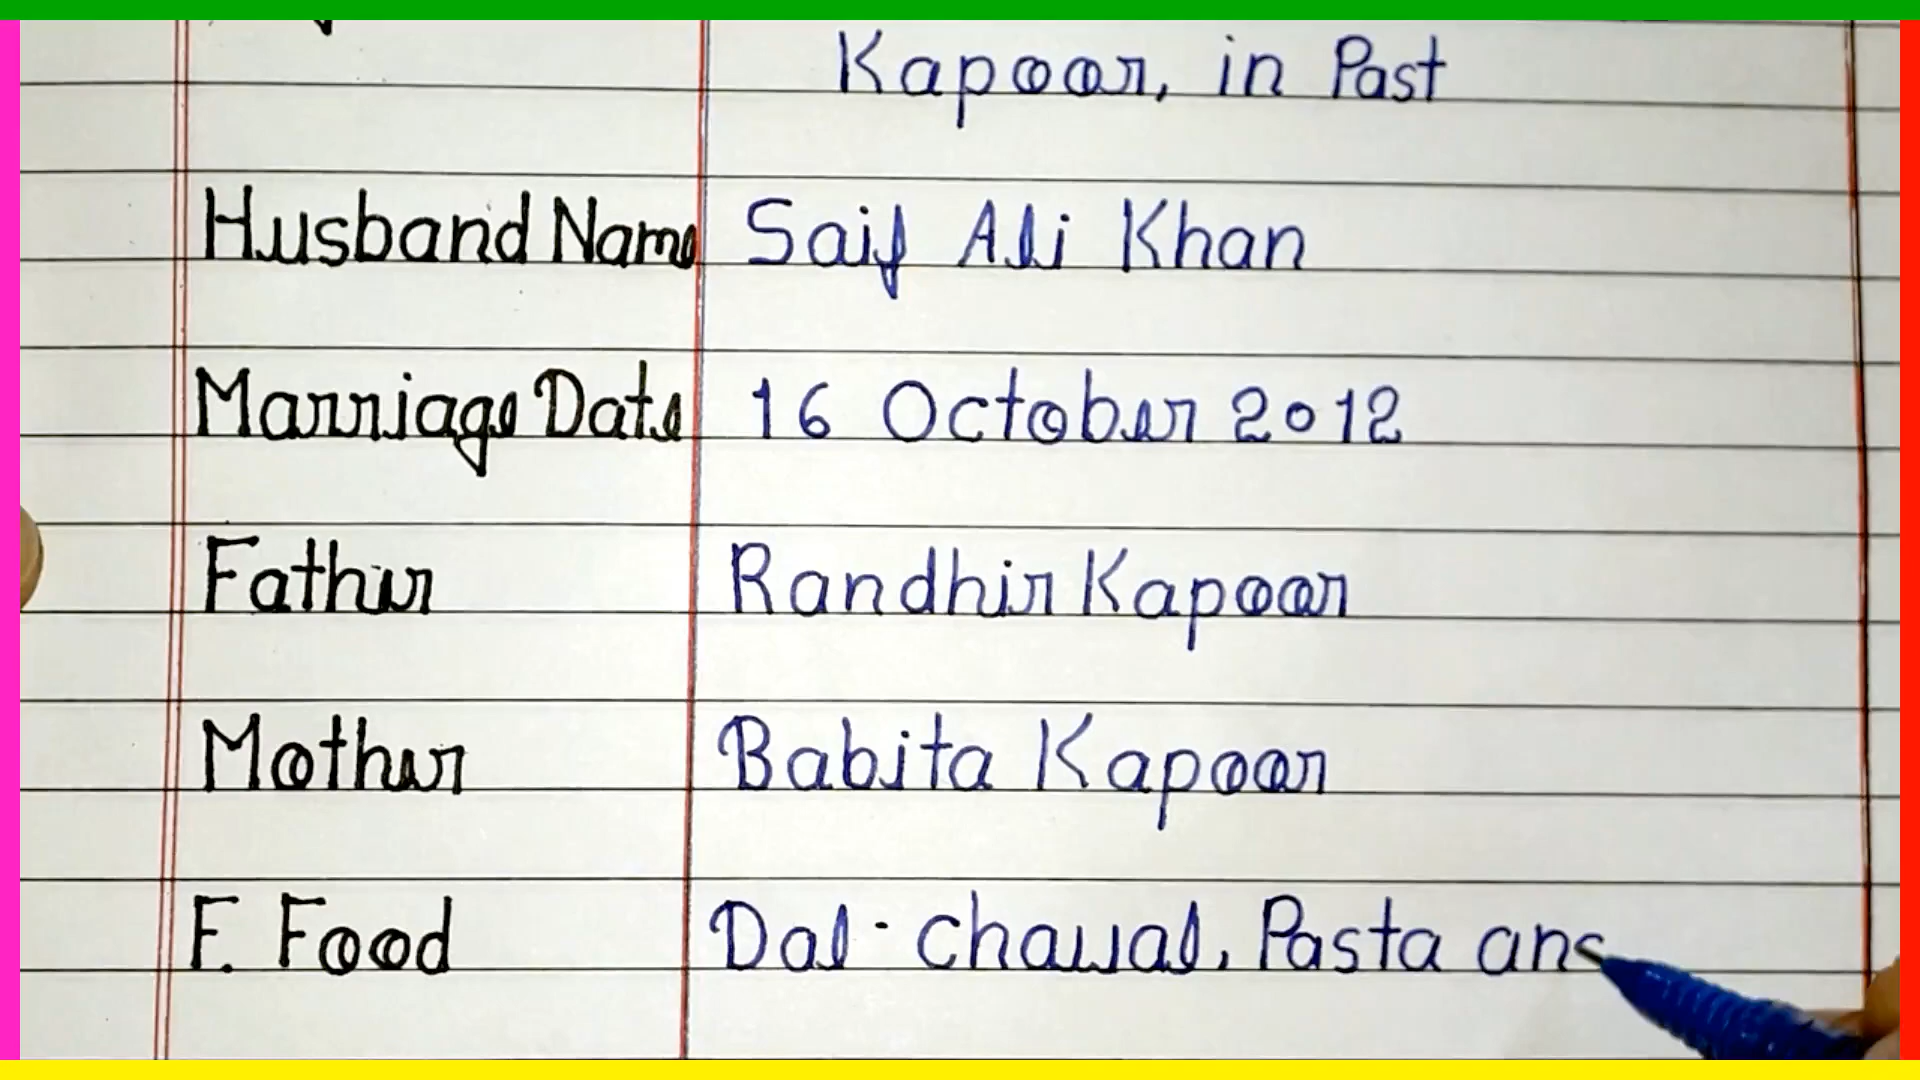 Kapoor, in Past
Husband Name Saif Ali Khan
Marriage Date 16 October 2012
Father Randhir Kapoor
Mother Babita Kapoor
F. Food Dal-Chawal, Pasta